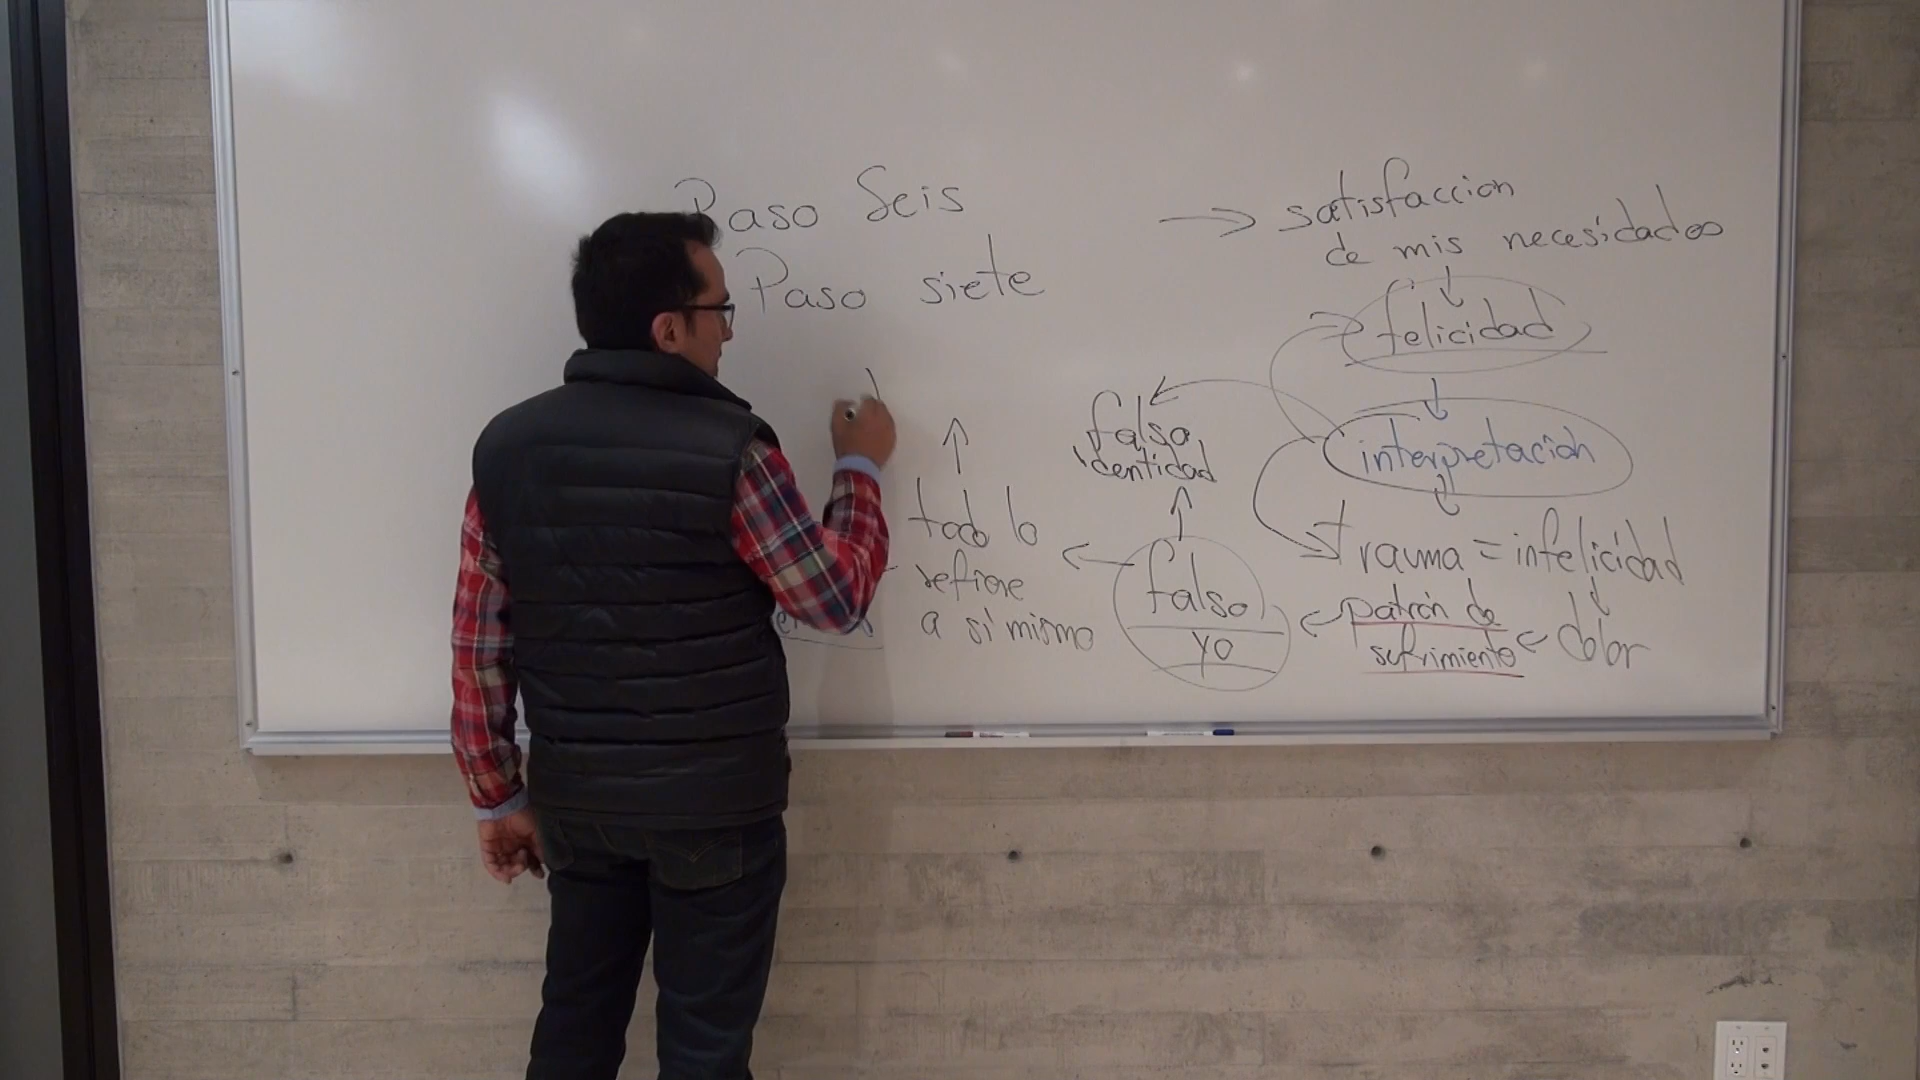 Paso Seis
Paso siete
satisfaccion
de mis necesidades
felicidad
interpretación
trauma = infelicidad
dolor
patrón de
sufrimiento
falso
yo
falsa
identidad
todo lo
refiere
a sí mismo